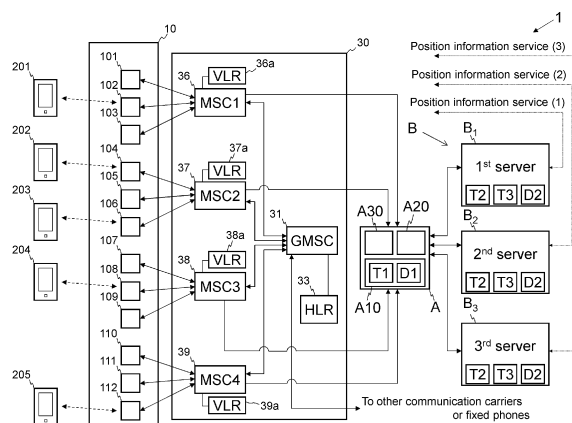 1
10
30
Position information service (3)
Position information service (2)
Position information service (1)
201
202
203
204
205
101
102
103
104
105
106
107
108
109
110
111
112
36
VLR
36a
MSC1
37
VLR
37a
MSC2
38
VLR
38a
MSC3
39
MSC4
VLR
39a
31
GMSC
33
HLR
A30
A20
T1
D1
A10
A
B
B1
1st server
T2 T3 D2
B2
2nd server
T2 T3 D2
B3
3rd server
T2 T3 D2
To other communication carriers
or fixed phones